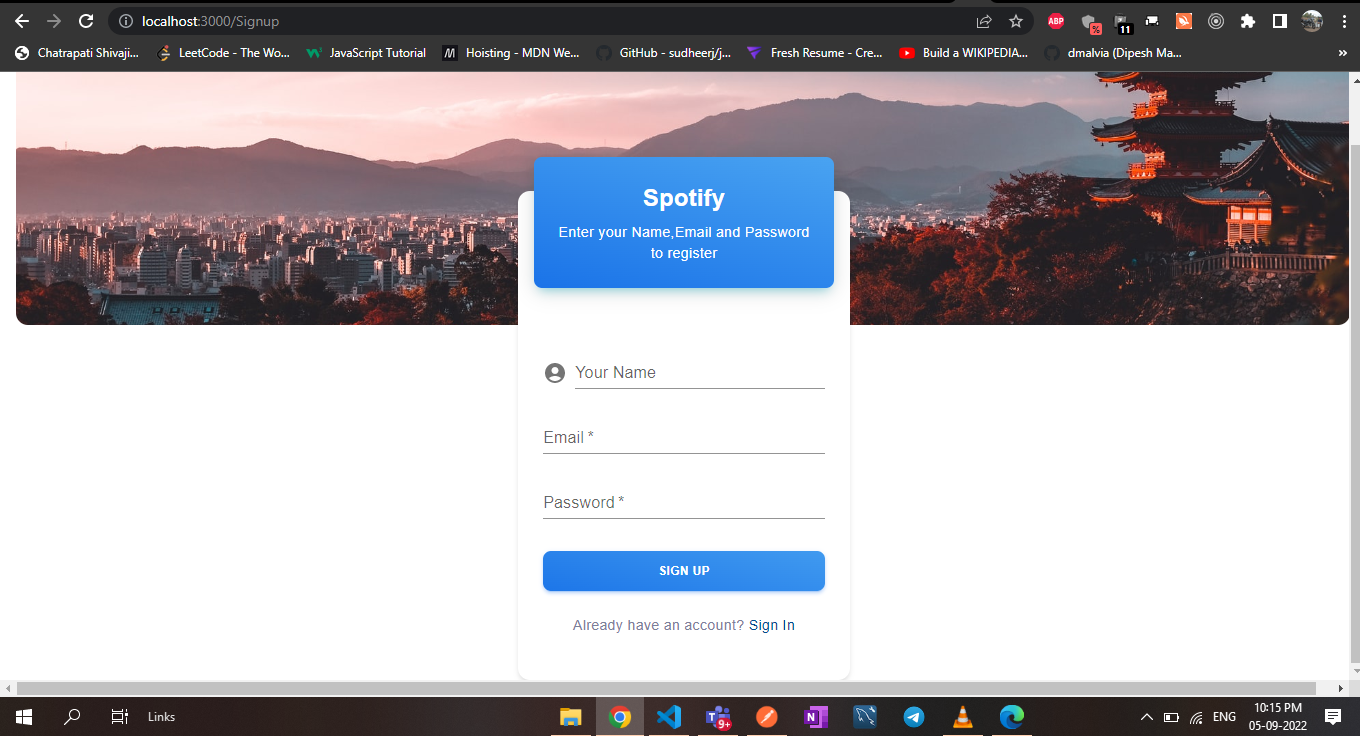 localhost:3000/Signup
ABP
%
11
Chatrapati Shivaji...
LeetCode - The Wo...
JavaScript Tutorial
Hoisting - MDN We...
GitHub - sudheerj/j...
Fresh Resume - Cre...
Build a WIKIPEDIA...
dmalvia (Dipesh Ma...
»
Spotify
Enter your Name,Email and Password
to register
Your Name
Email *
Password *
SIGN UP
Already have an account? Sign In
Links
9+
ENG
10:15 PM
05-09-2022